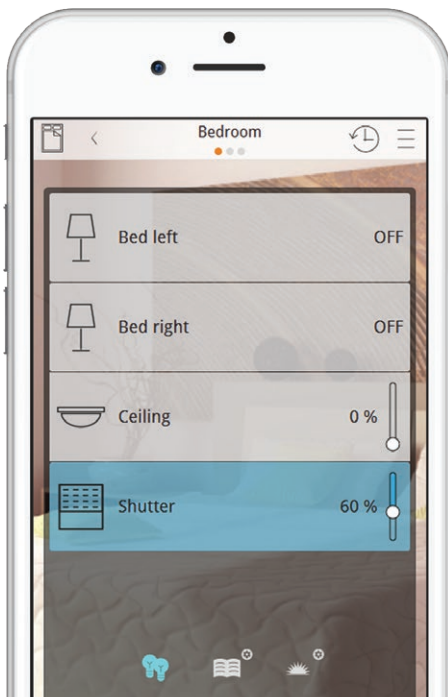 Bedroom
Bed left OFF
Bed right OFF
Ceiling 0 %
Shutter 60 %